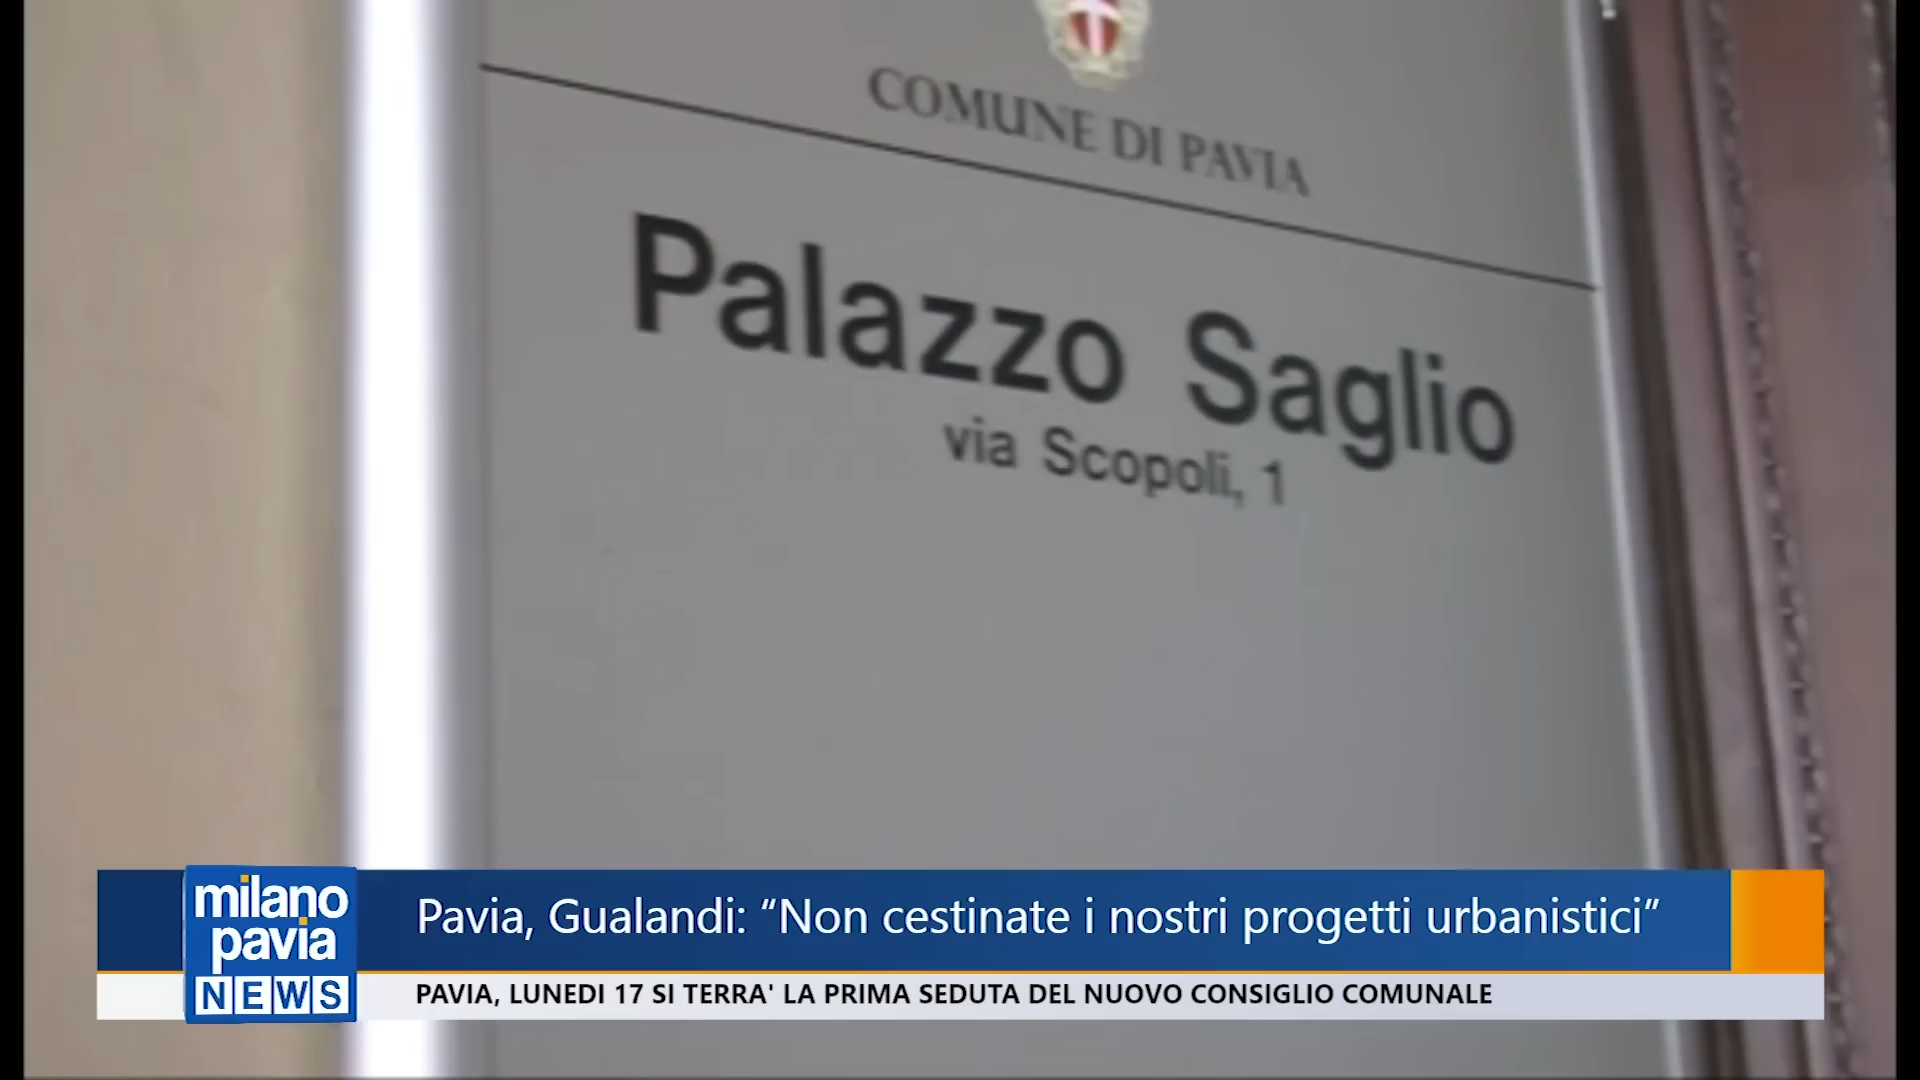 COMUNE DI PAVIA
Palazzo Saglio
via Scopoli, 1
milano
pavia
NEWS
Pavia, Gualandi: “Non cestinate i nostri progetti urbanistici”
PAVIA, LUNEDI 17 SI TERRA' LA PRIMA SEDUTA DEL NUOVO CONSIGLIO COMUNALE